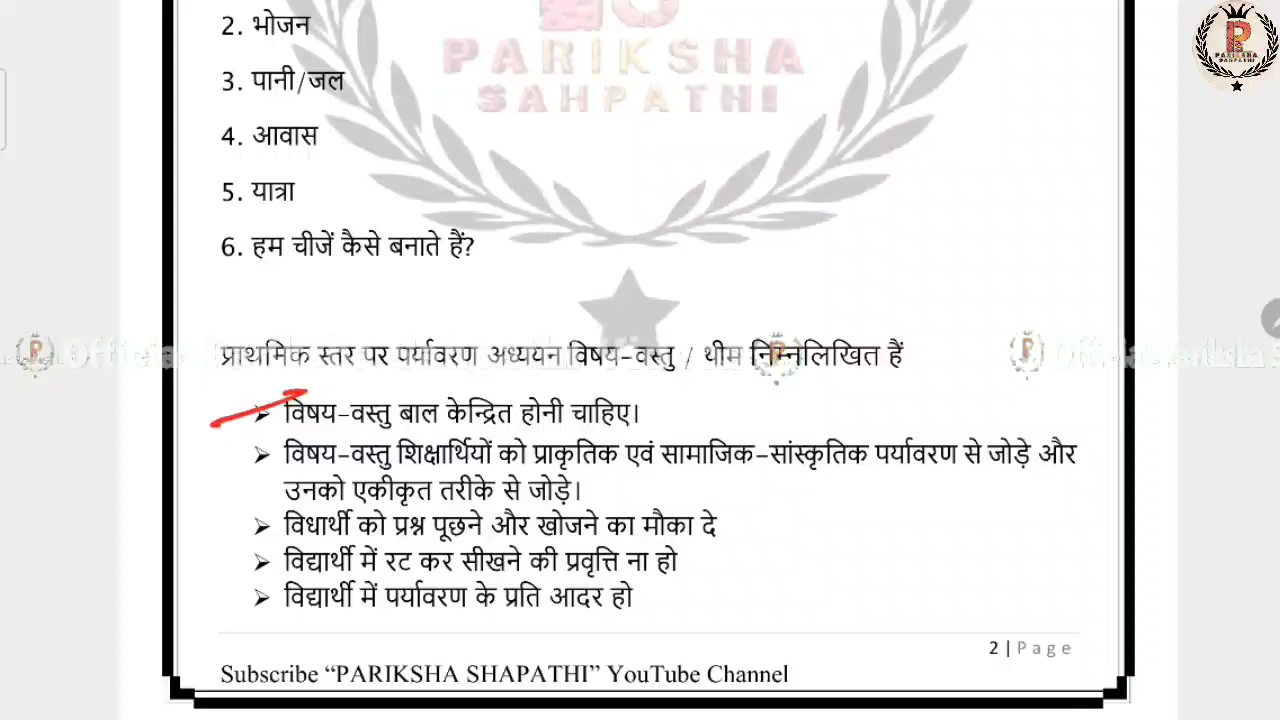 2. भोजन
PARIKSHA
SAHPATHI
3. पानी/जल
4. आवास
5. यात्रा
6. हम चीजें कैसे बनाते हैं?
प्राथमिक स्तर पर पर्यावरण अध्ययन विषय-वस्तु / थीम निम्नलिखित हैं
➢ विषय-वस्तु बाल केन्द्रित होनी चाहिए।
➢ विषय-वस्तु शिक्षार्थियों को प्राकृतिक एवं सामाजिक-सांस्कृतिक पर्यावरण से जोड़े और
उनको एकीकृत तरीके से जोड़े।
➢ विधार्थी को प्रश्न पूछने और खोजने का मौका दे
➢ विद्यार्थी में रट कर सीखने की प्रवृत्ति ना हो
➢ विद्यार्थी में पर्यावरण के प्रति आदर हो
2 | Page
Subscribe “PARIKSHA SHAPATHI” YouTube Channel
PARIKSHA
SAHPATHI